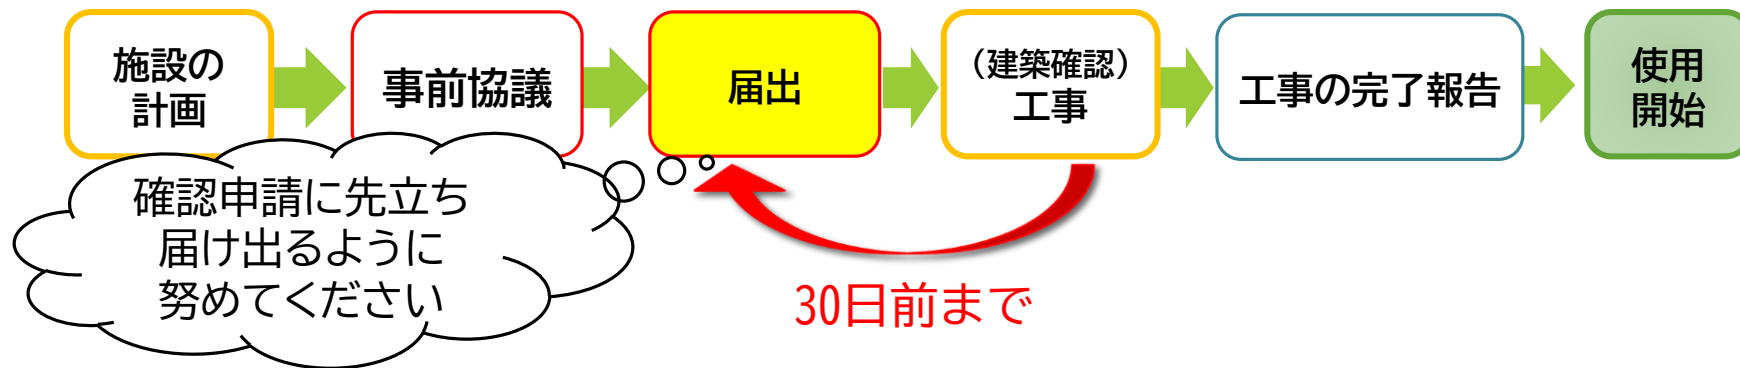 施設の
計画
事前協議
届出
（建築確認）
工事
工事の完了報告
使用
開始
確認申請に先立ち
届け出るように
努めてください
30日前まで